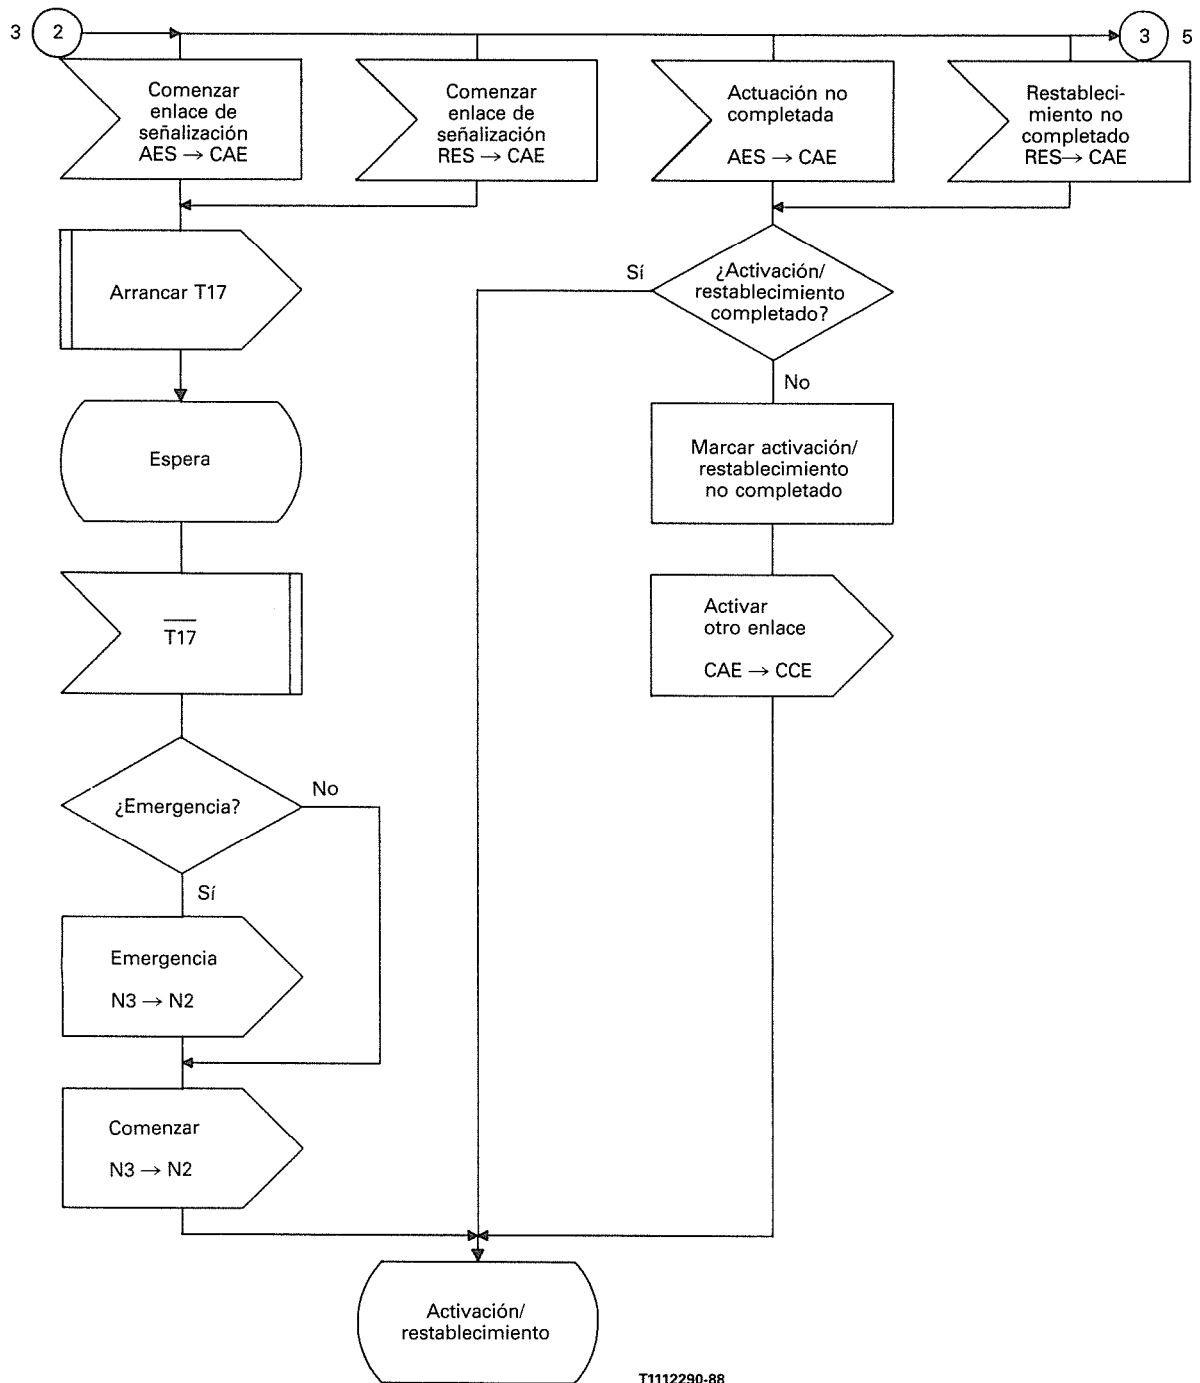 3
2
3
5
Comenzar
enlace de
señalización
AES → CAE
Comenzar
enlace de
señalización
RES → CAE
Actuación no
completada
AES → CAE
Restableci-
miento no
completado
RES → CAE
Arrancar T17
Sí
¿Activación/
restablecimiento
completado?
No
Espera
Marcar activación/
restablecimiento
no completado
T17
Activar
otro enlace
CAE → CCE
¿Emergencia?
No
Sí
Emergencia
N3 → N2
Comenzar
N3 → N2
Activación/
restablecimiento
T1112290-88